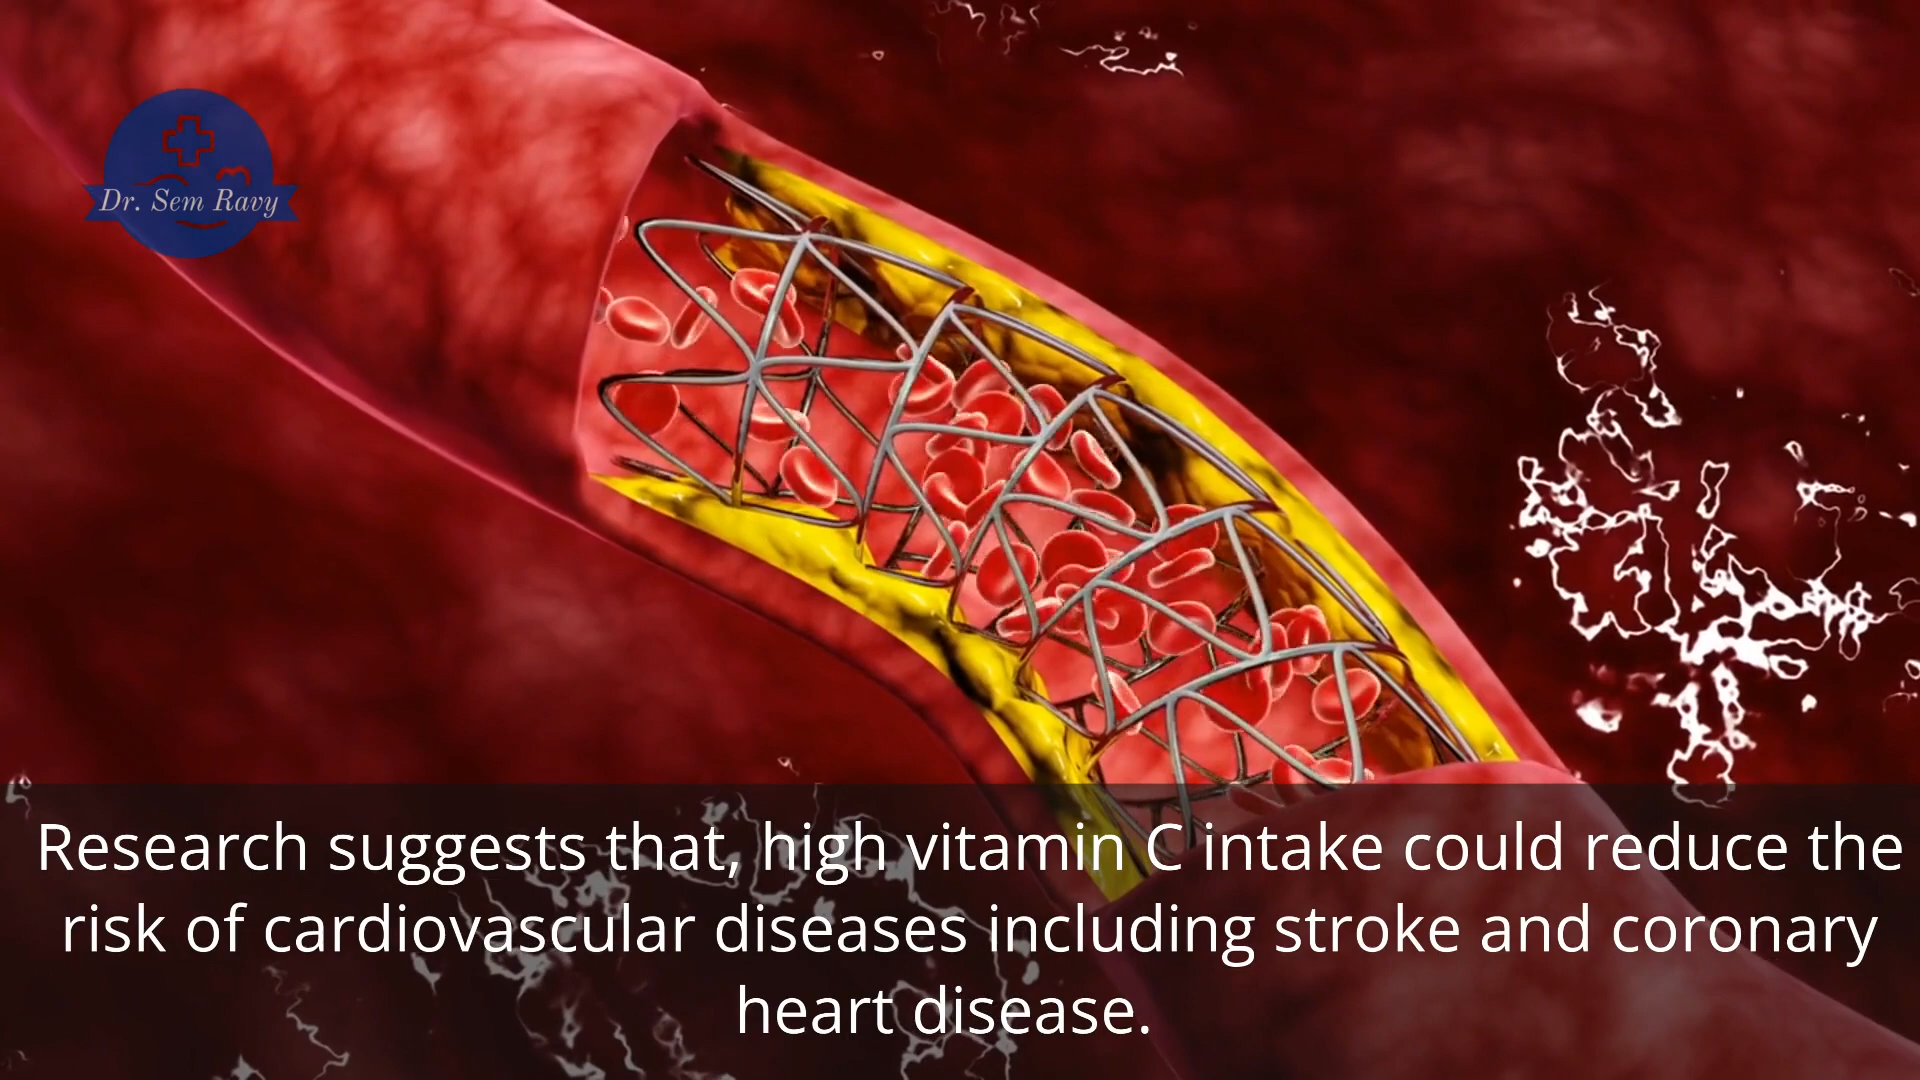 Dr. Sem Ravy
Research suggests that, high vitamin C intake could reduce the
risk of cardiovascular diseases including stroke and coronary
heart disease.